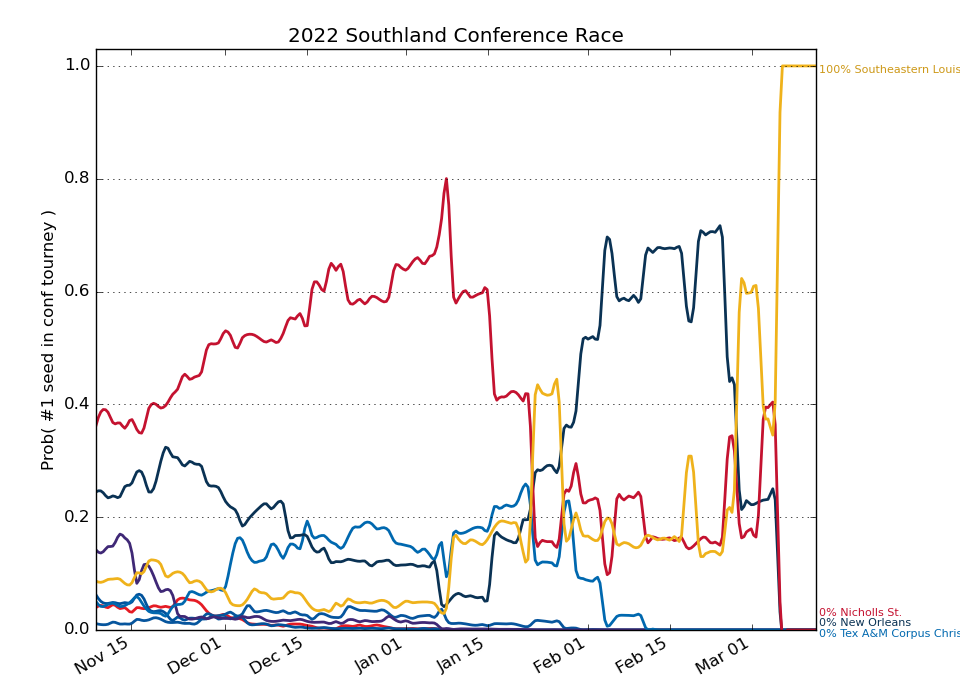 2022 Southland Conference Race
Prob( #1 seed in conf tourney )
1.0
0.8
0.6
0.4
0.2
0.0
Nov 15
Dec 01
Dec 15
Jan 01
Jan 15
Feb 01
Feb 15
Mar 01
100% Southeastern Louis
0% Nicholls St.
0% New Orleans
0% Tex A&M Corpus Chris